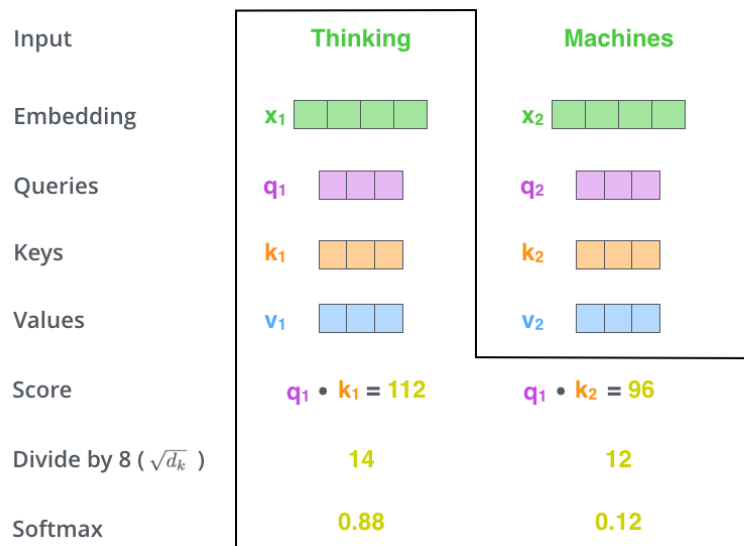 Input Thinking Machines
Embedding x₁ x₂
Queries q₁ q₂
Keys k₁ k₂
Values v₁ v₂
Score q₁ • k₁ = 112 q₁ • k₂ = 96
Divide by 8 ( √dₖ ) 14 12
Softmax 0.88 0.12